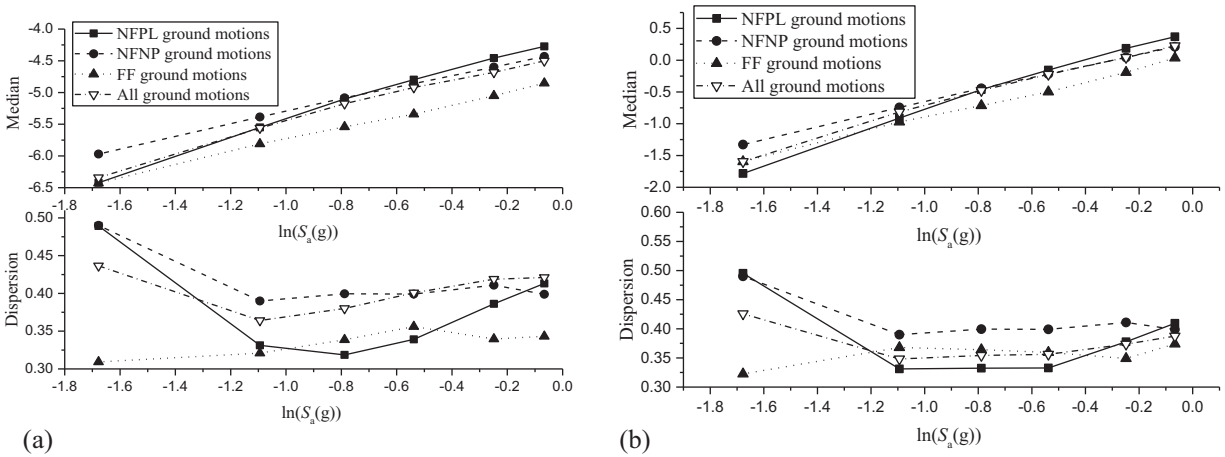 NFPL ground motions
NFNP ground motions
FF ground motions
All ground motions
Median
-4.0
-4.5
-5.0
-5.5
-6.0
-6.5
-1.8 -1.6 -1.4 -1.2 -1.0 -0.8 -0.6 -0.4 -0.2 0.0
ln(Sa(g))
Dispersion
0.50
0.45
0.40
0.35
0.30
-1.8 -1.6 -1.4 -1.2 -1.0 -0.8 -0.6 -0.4 -0.2 0.0
ln(Sa(g))
(a)
NFPL ground motions
NFNP ground motions
FF ground motions
All ground motions
Median
0.5
0.0
-0.5
-1.0
-1.5
-2.0
-1.8 -1.6 -1.4 -1.2 -1.0 -0.8 -0.6 -0.4 -0.2 0.0
ln(Sa(g))
Dispersion
0.60
0.55
0.50
0.45
0.40
0.35
0.30
-1.8 -1.6 -1.4 -1.2 -1.0 -0.8 -0.6 -0.4 -0.2 0.0
ln(Sa(g))
(b)